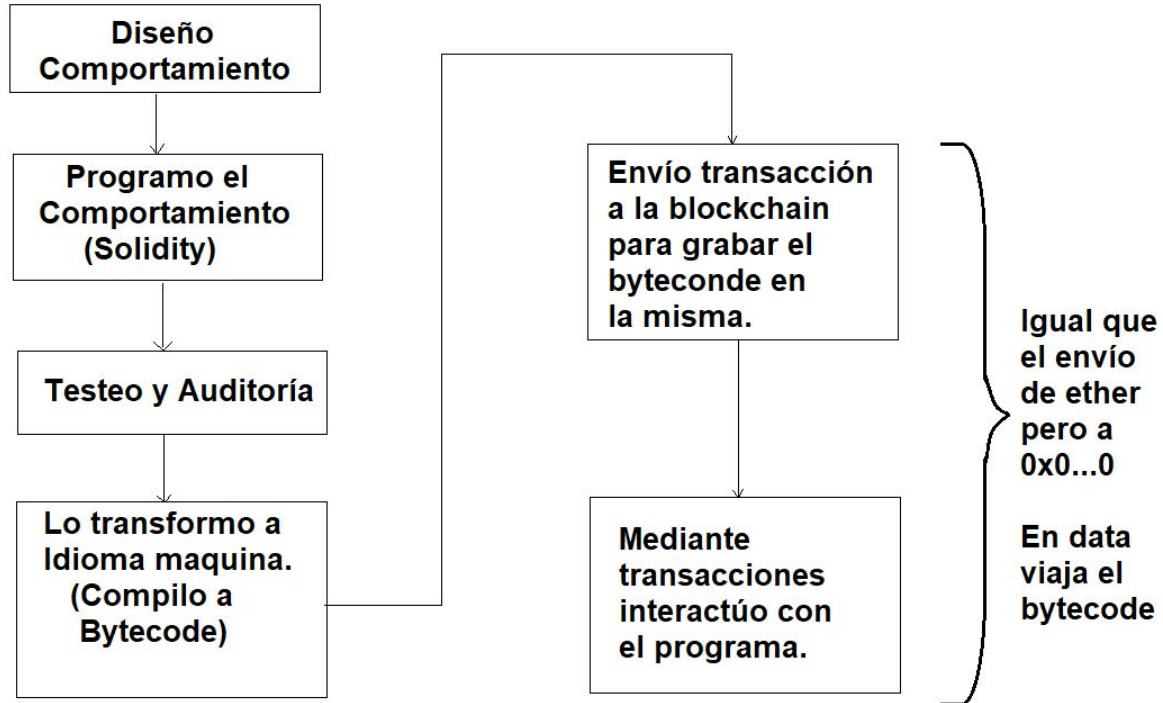 Diseño
Comportamiento
Programo el
Comportamiento
(Solidity)
Testeo y Auditoría
Lo transformo a
Idioma maquina.
(Compilo a
Bytecode)
Envío transacción
a la blockchain
para grabar el
byteconde en
la misma.
Mediante
transacciones
interactúo con
el programa.
Igual que
el envío
de ether
pero a
0x0...0
En data
viaja el
bytecode